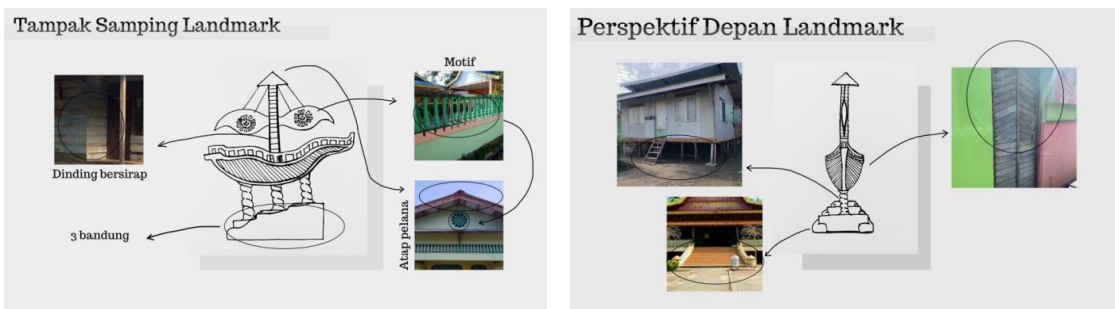 Tampak Samping Landmark
Motif
Dinding bersirap
3 bandung
Atap pelana
Perspektif Depan Landmark